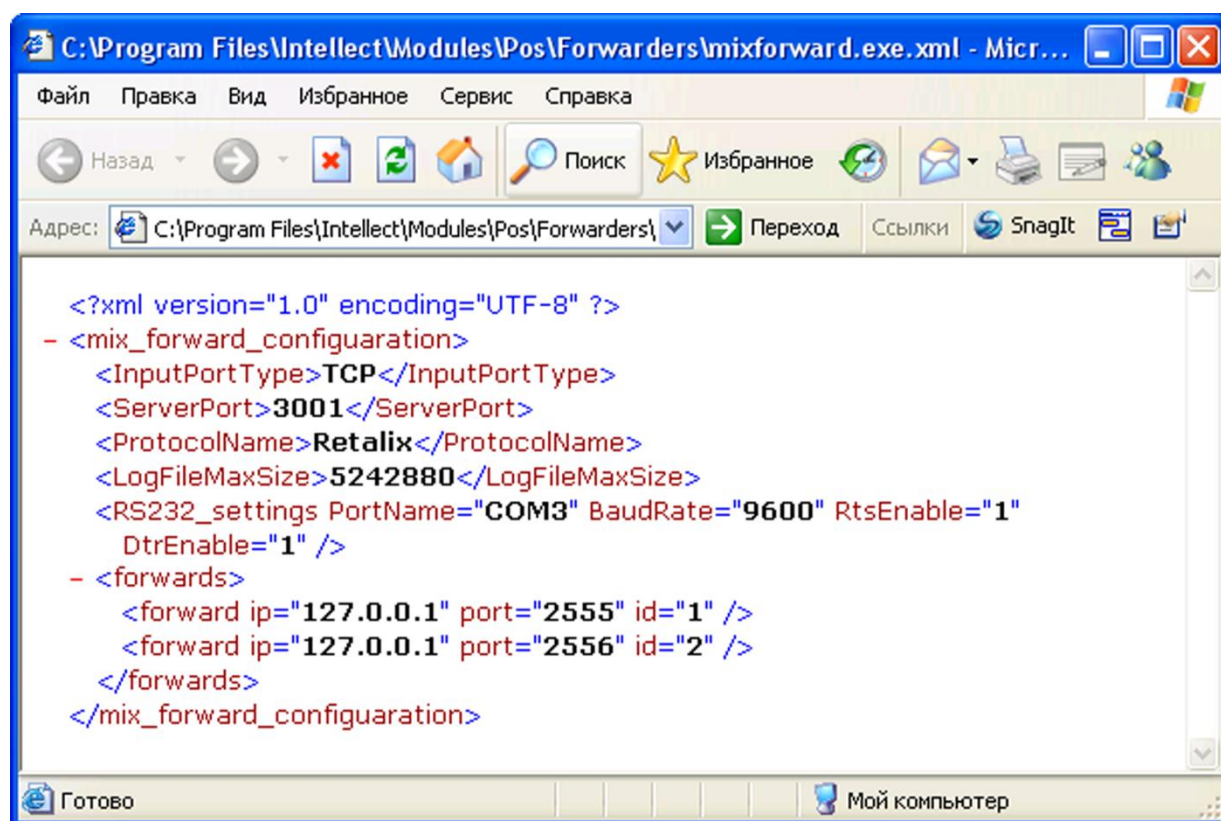 C:\Program Files\Intellect\Modules\Pos\Forwarders\mixforward.exe.xml - Micr...
Файл Правка Вид Избранное Сервис Справка
Назад Поиск Избранное
Адрес: C:\Program Files\Intellect\Modules\Pos\Forwarders\ Переход Ссылки SnagIt
<?xml version="1.0" encoding="UTF-8" ?>
- <mix_forward_configuaration>
<InputPortType>TCP</InputPortType>
<ServerPort>3001</ServerPort>
<ProtocolName>Retalix</ProtocolName>
<LogFileMaxSize>5242880</LogFileMaxSize>
<RS232_settings PortName="COM3" BaudRate="9600" RtsEnable="1"
DtrEnable="1" />
- <forwards>
<forward ip="127.0.0.1" port="2555" id="1" />
<forward ip="127.0.0.1" port="2556" id="2" />
</forwards>
</mix_forward_configuaration>
Готово Мой компьютер